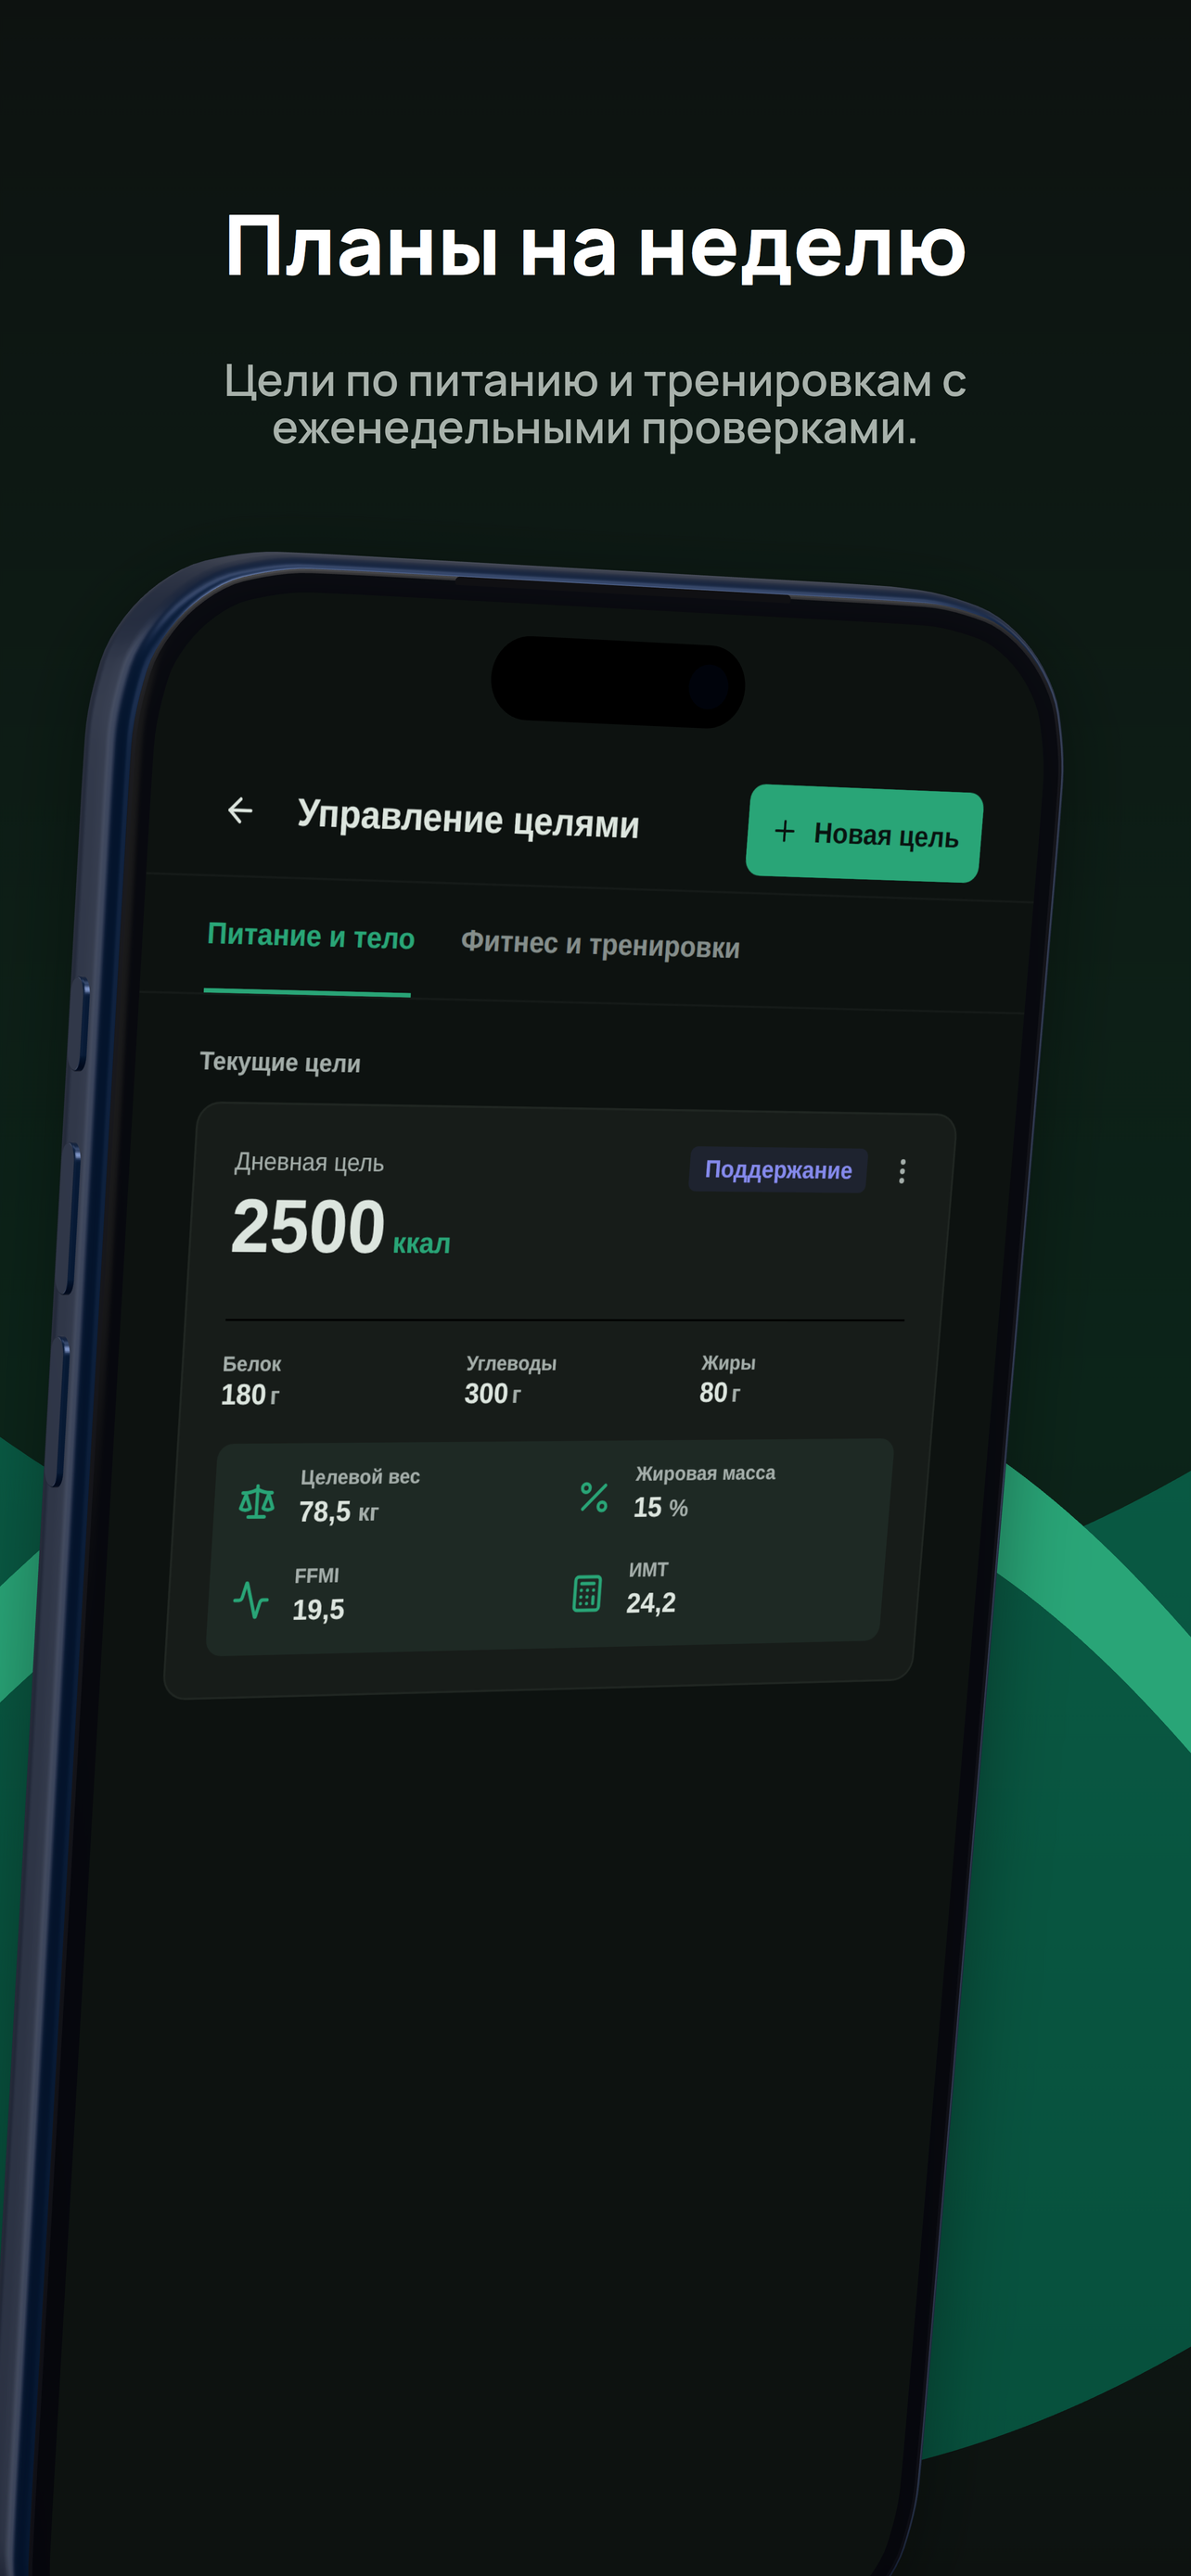 Планы на неделю
Цели по питанию и тренировкам с
еженедельными проверками.
Управление целями
Новая цель
Питание и тело
Фитнес и тренировки
Текущие цели
Дневная цель
Поддержание
2500 ккал
Белок
Углеводы
Жиры
180 г
300 г
80 г
Целевой вес
Жировая масса
78,5 кг
15 %
FFMI
ИМТ
19,5
24,2